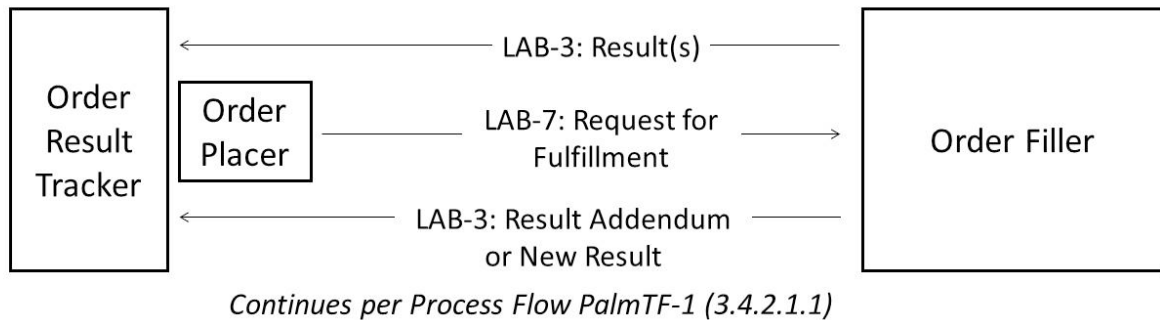 LAB-3: Result(s)
Order
Result
Tracker
Order
Placer
LAB-7: Request for
Fulfillment
Order Filler
LAB-3: Result Addendum
or New Result
Continues per Process Flow PalmTF-1 (3.4.2.1.1)